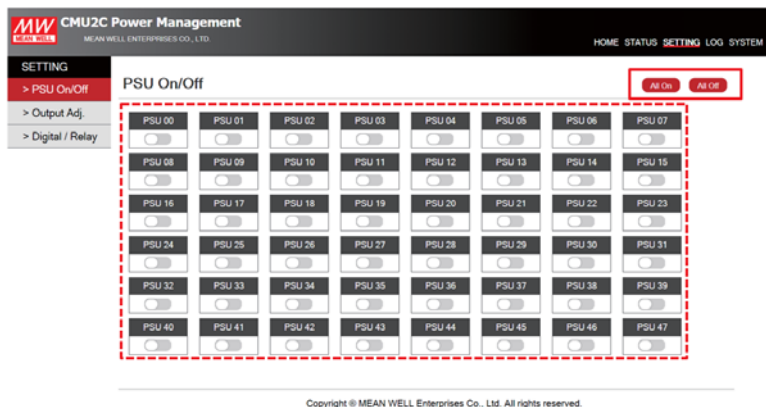 MW
MEAN WELL
CMU2C Power Management
MEAN WELL ENTERPRISES CO., LTD.
HOME STATUS SETTING LOG SYSTEM
SETTING
> PSU On/Off
> Output Adj.
> Digital / Relay
PSU On/Off
All On All Off
PSU 00 PSU 01 PSU 02 PSU 03 PSU 04 PSU 05 PSU 06 PSU 07
PSU 08 PSU 09 PSU 10 PSU 11 PSU 12 PSU 13 PSU 14 PSU 15
PSU 16 PSU 17 PSU 18 PSU 19 PSU 20 PSU 21 PSU 22 PSU 23
PSU 24 PSU 25 PSU 26 PSU 27 PSU 28 PSU 29 PSU 30 PSU 31
PSU 32 PSU 33 PSU 34 PSU 35 PSU 36 PSU 37 PSU 38 PSU 39
PSU 40 PSU 41 PSU 42 PSU 43 PSU 44 PSU 45 PSU 46 PSU 47
Copyright ® MEAN WELL Enterprises Co., Ltd. All rights reserved.